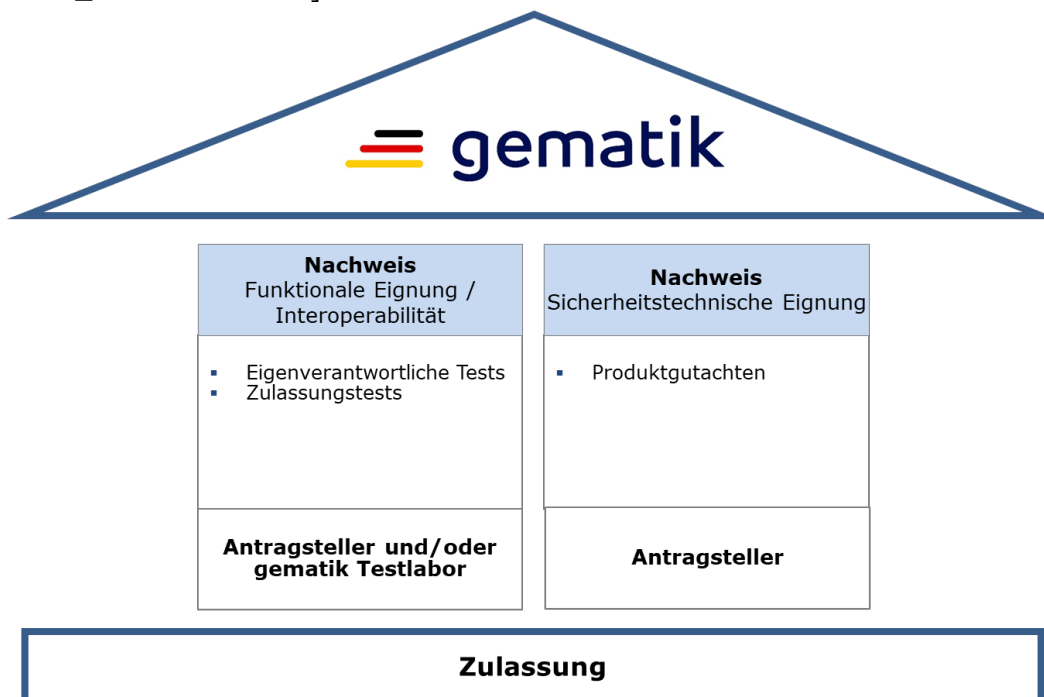 gematik
Nachweis
Funktionale Eignung /
Interoperabilität
▪ Eigenverantwortliche Tests
▪ Zulassungstests
Antragsteller und/oder
gematik Testlabor
Nachweis
Sicherheitstechnische Eignung
▪ Produktgutachten
Antragsteller
Zulassung